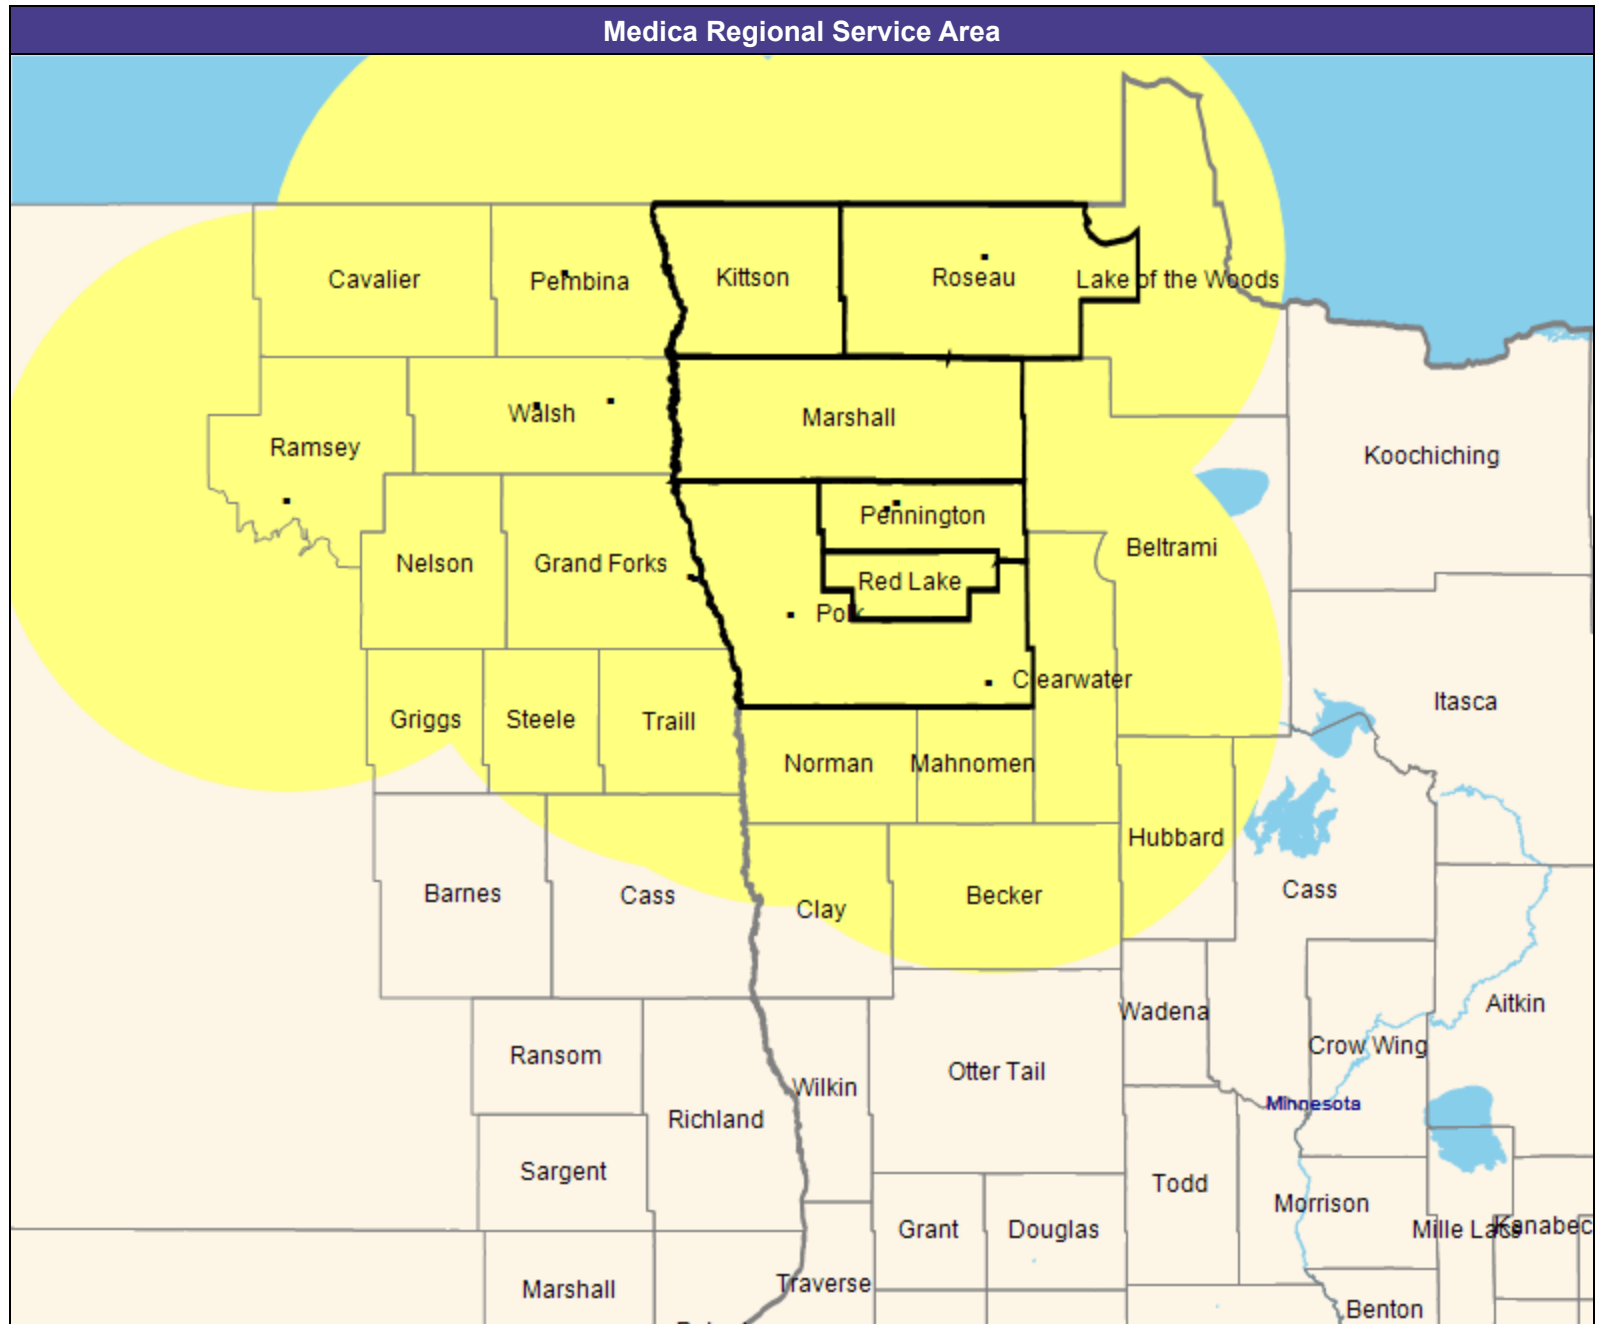 Medica Regional Service Area
Cavalier
Pembina
Kittson
Roseau
Lake of the Woods
Walsh
Marshall
Ramsey
Koochiching
Pennington
Beltrami
Nelson
Grand Forks
Red Lake
Polk
Clearwater
Itasca
Griggs
Steele
Traill
Norman
Mahnomen
Hubbard
Barnes
Cass
Clay
Becker
Cass
Aitkin
Wadena
Crow Wing
Ransom
Otter Tail
Wilkin
Minnesota
Richland
Sargent
Todd
Morrison
Grant
Douglas
Mille Lacs
Kanabec
Marshall
Traverse
Benton